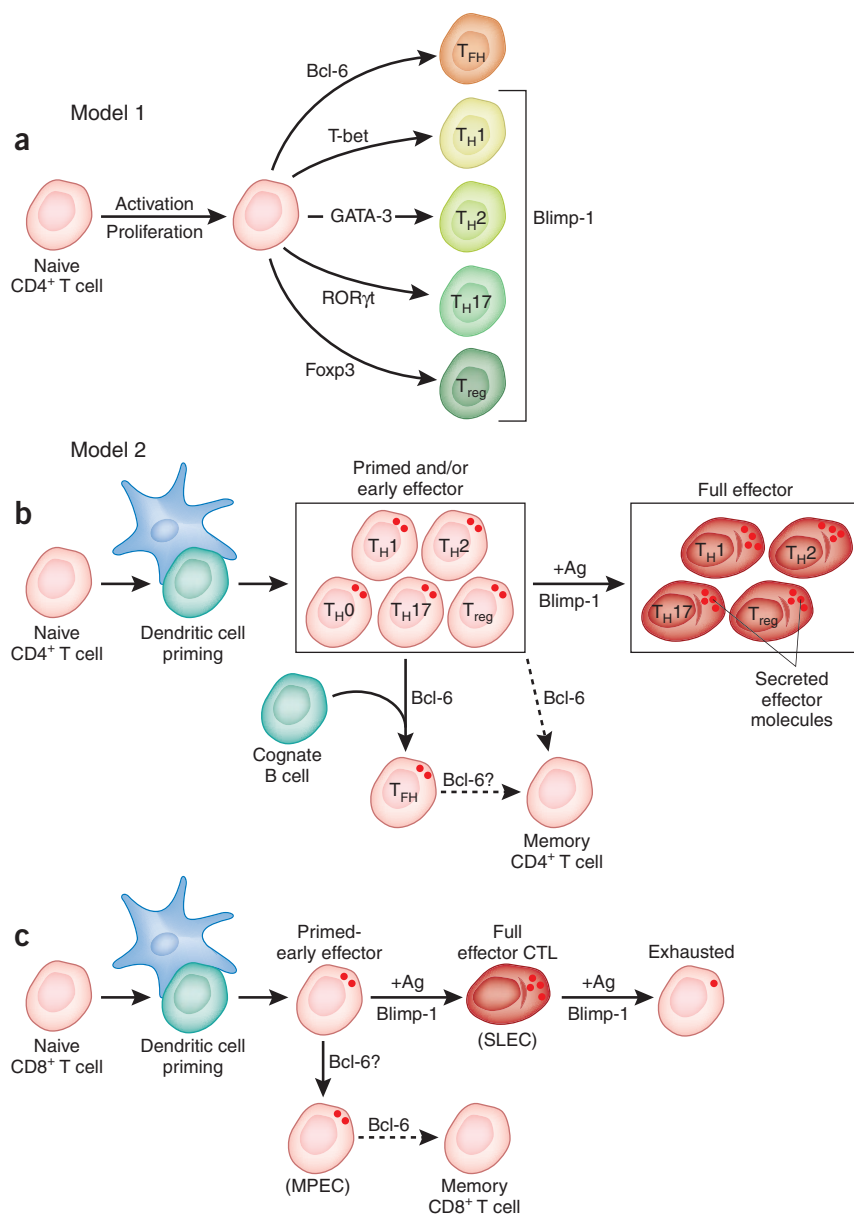 Model 1
a
Naive
CD4+ T cell
Activation
Proliferation
Bcl-6
T-bet
GATA-3
RORγt
Foxp3
TFH
TH1
TH2
TH17
Treg
Blimp-1
Model 2
b
Naive
CD4+ T cell
Dendritic cell
priming
Primed and/or
early effector
TH1
TH2
TH0
TH17
Treg
+Ag
Blimp-1
Full effector
TH1
TH2
TH17
Treg
Secreted
effector
molecules
Cognate
B cell
Bcl-6
Bcl-6
TFH
Bcl-6?
Memory
CD4+ T cell
c
Naive
CD8+ T cell
Dendritic cell
priming
Primed-
early effector
+Ag
Blimp-1
Full
effector CTL
(SLEC)
+Ag
Blimp-1
Exhausted
Bcl-6?
(MPEC)
Bcl-6
Memory
CD8+ T cell